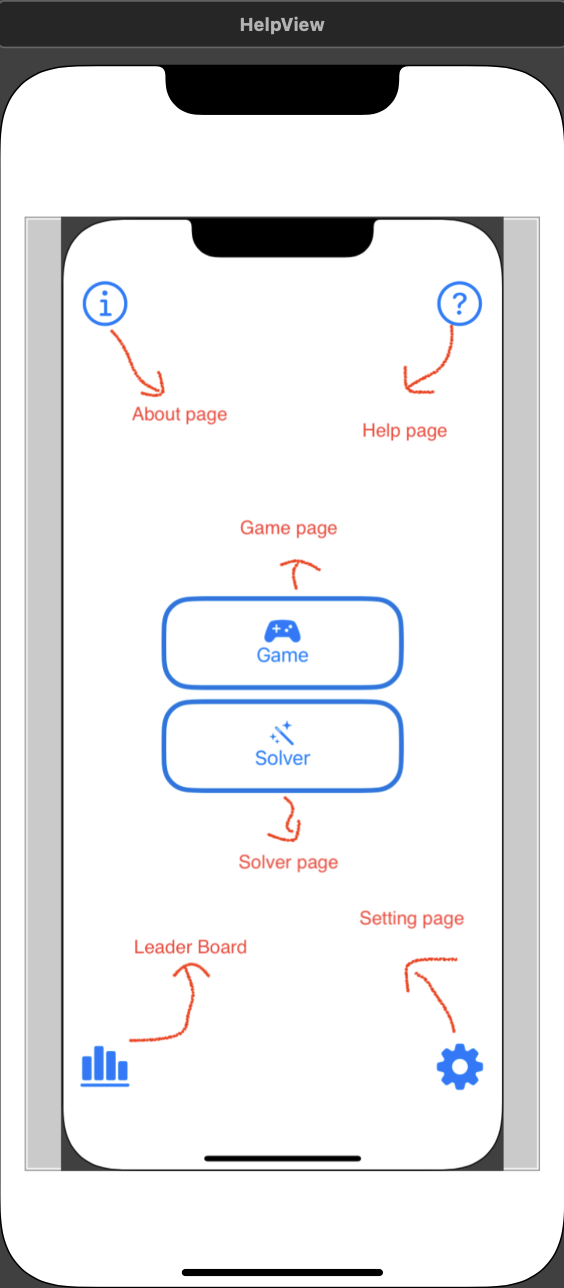 HelpView
i
?
About page
Help page
Game page
Game
Solver
Solver page
Setting page
Leader Board